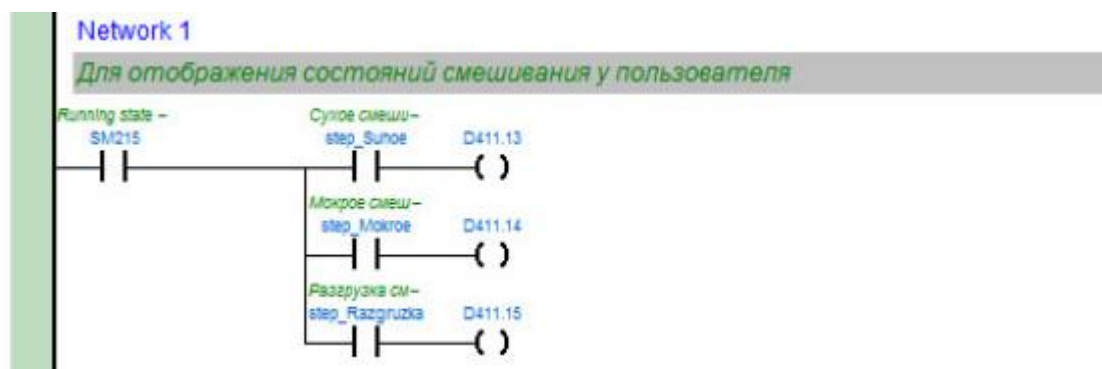 Network 1
Для отображения состояний смешивания у пользователя
Running state –
SM215
Сухое смеши–
step_Suhoe
D411.13
Мокрое смеш–
step_Mokroe
D411.14
Разгрузка см–
step_Razgruzka
D411.15